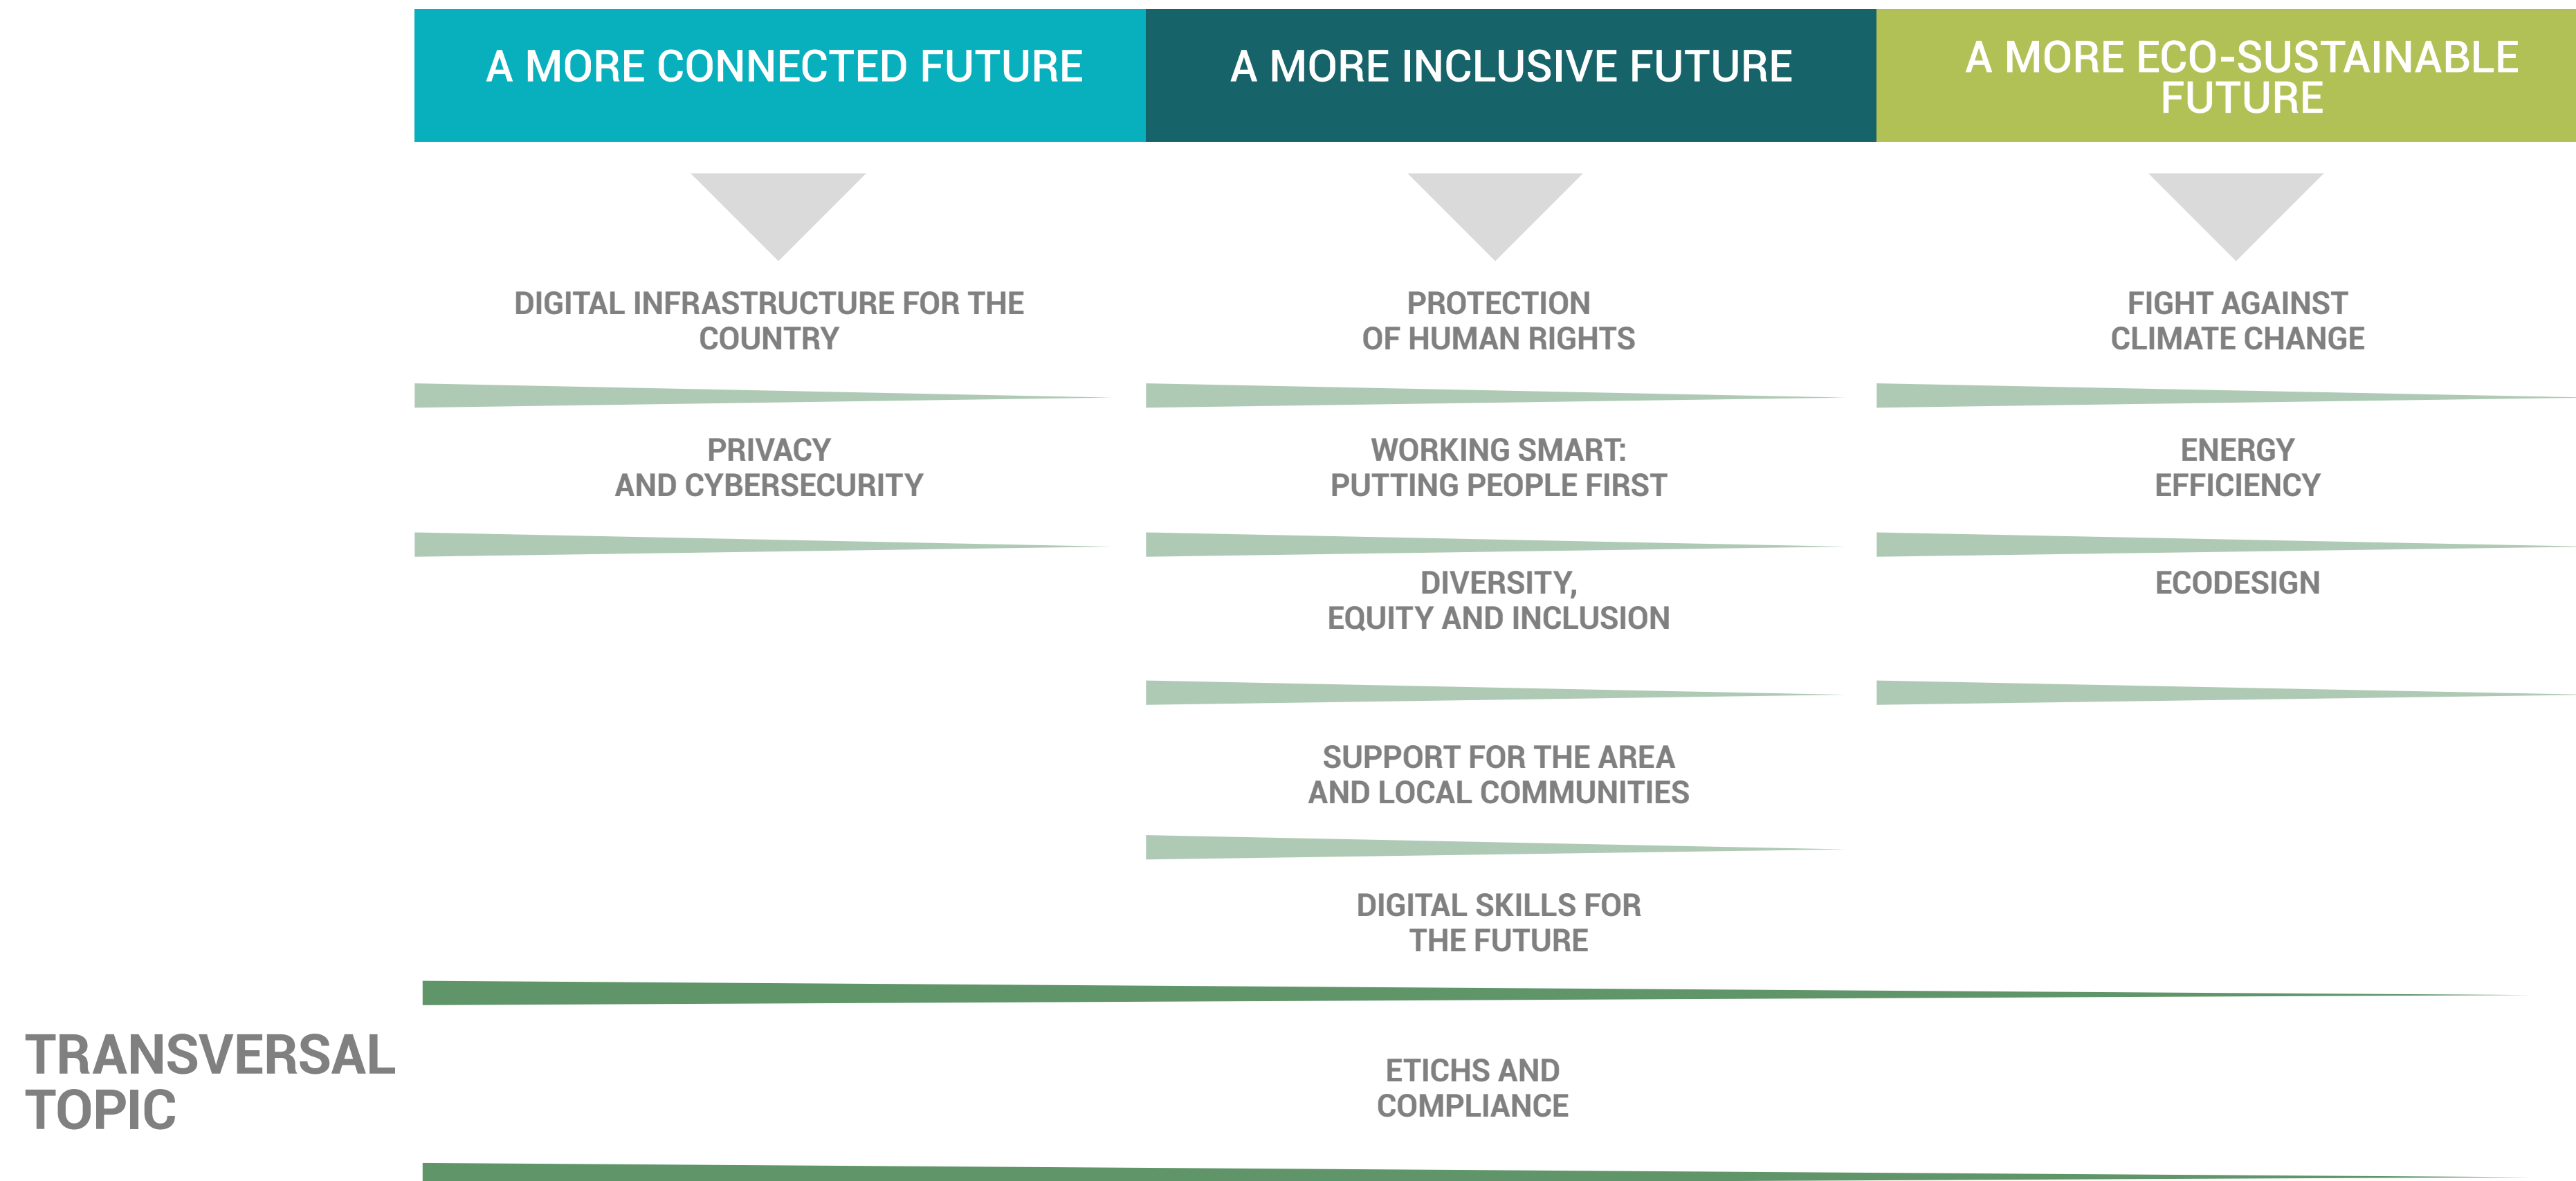 A MORE CONNECTED FUTURE
A MORE INCLUSIVE FUTURE
A MORE ECO-SUSTAINABLE
FUTURE
DIGITAL INFRASTRUCTURE FOR THE
COUNTRY
PROTECTION
OF HUMAN RIGHTS
FIGHT AGAINST
CLIMATE CHANGE
PRIVACY
AND CYBERSECURITY
WORKING SMART:
PUTTING PEOPLE FIRST
ENERGY
EFFICIENCY
DIVERSITY,
EQUITY AND INCLUSION
ECODESIGN
SUPPORT FOR THE AREA
AND LOCAL COMMUNITIES
DIGITAL SKILLS FOR
THE FUTURE
TRANSVERSAL
TOPIC
ETICHS AND
COMPLIANCE